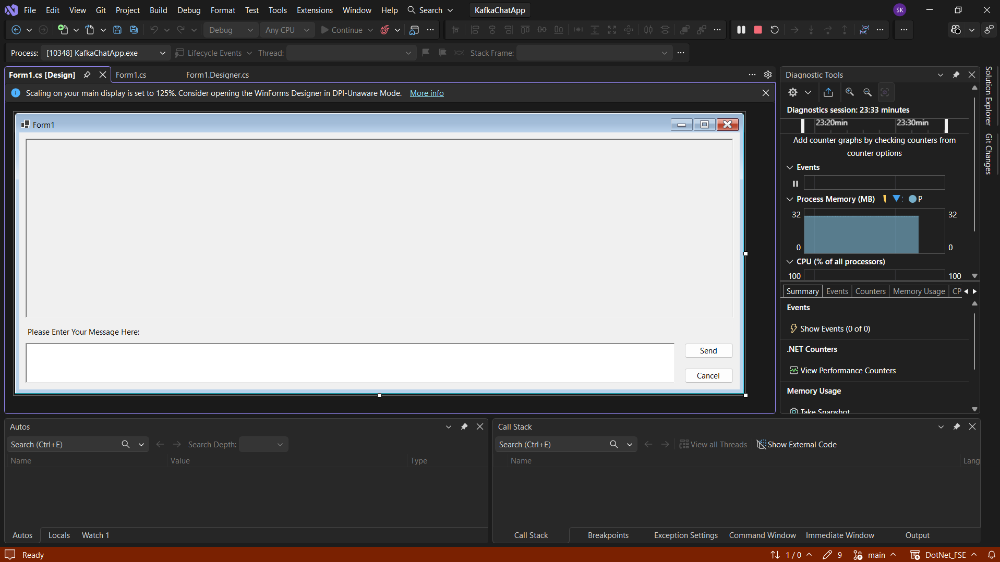 File Edit View Git Project Build Debug Format Test Tools Extensions Window Help Search KafkaChatApp SK
Debug Any CPU Continue
Process: [10348] KafkaChatApp.exe Lifecycle Events Thread: Stack Frame:
Form1.cs [Design] Form1.cs Form1.Designer.cs
Scaling on your main display is set to 125%. Consider opening the WinForms Designer in DPI-Unaware Mode. More info
Form1
Please Enter Your Message Here:
Send
Cancel
Diagnostic Tools
Diagnostics session: 23:33 minutes
23:20min 23:30min
Add counter graphs by checking counters from
counter options
Events
Process Memory (MB) P
32 32
0 0
CPU (% of all processors)
100 100
Summary Events Counters Memory Usage CP
Events
Show Events (0 of 0)
.NET Counters
View Performance Counters
Memory Usage
Take Snapshot
Solution Explorer
Git Changes
Autos
Search (Ctrl+E) Search Depth:
Name Value Type
Autos Locals Watch 1
Call Stack
Search (Ctrl+E) View all Threads Show External Code
Name Lang
Call Stack Breakpoints Exception Settings Command Window Immediate Window Output
Ready 1 / 0 9 main DotNet_FSE